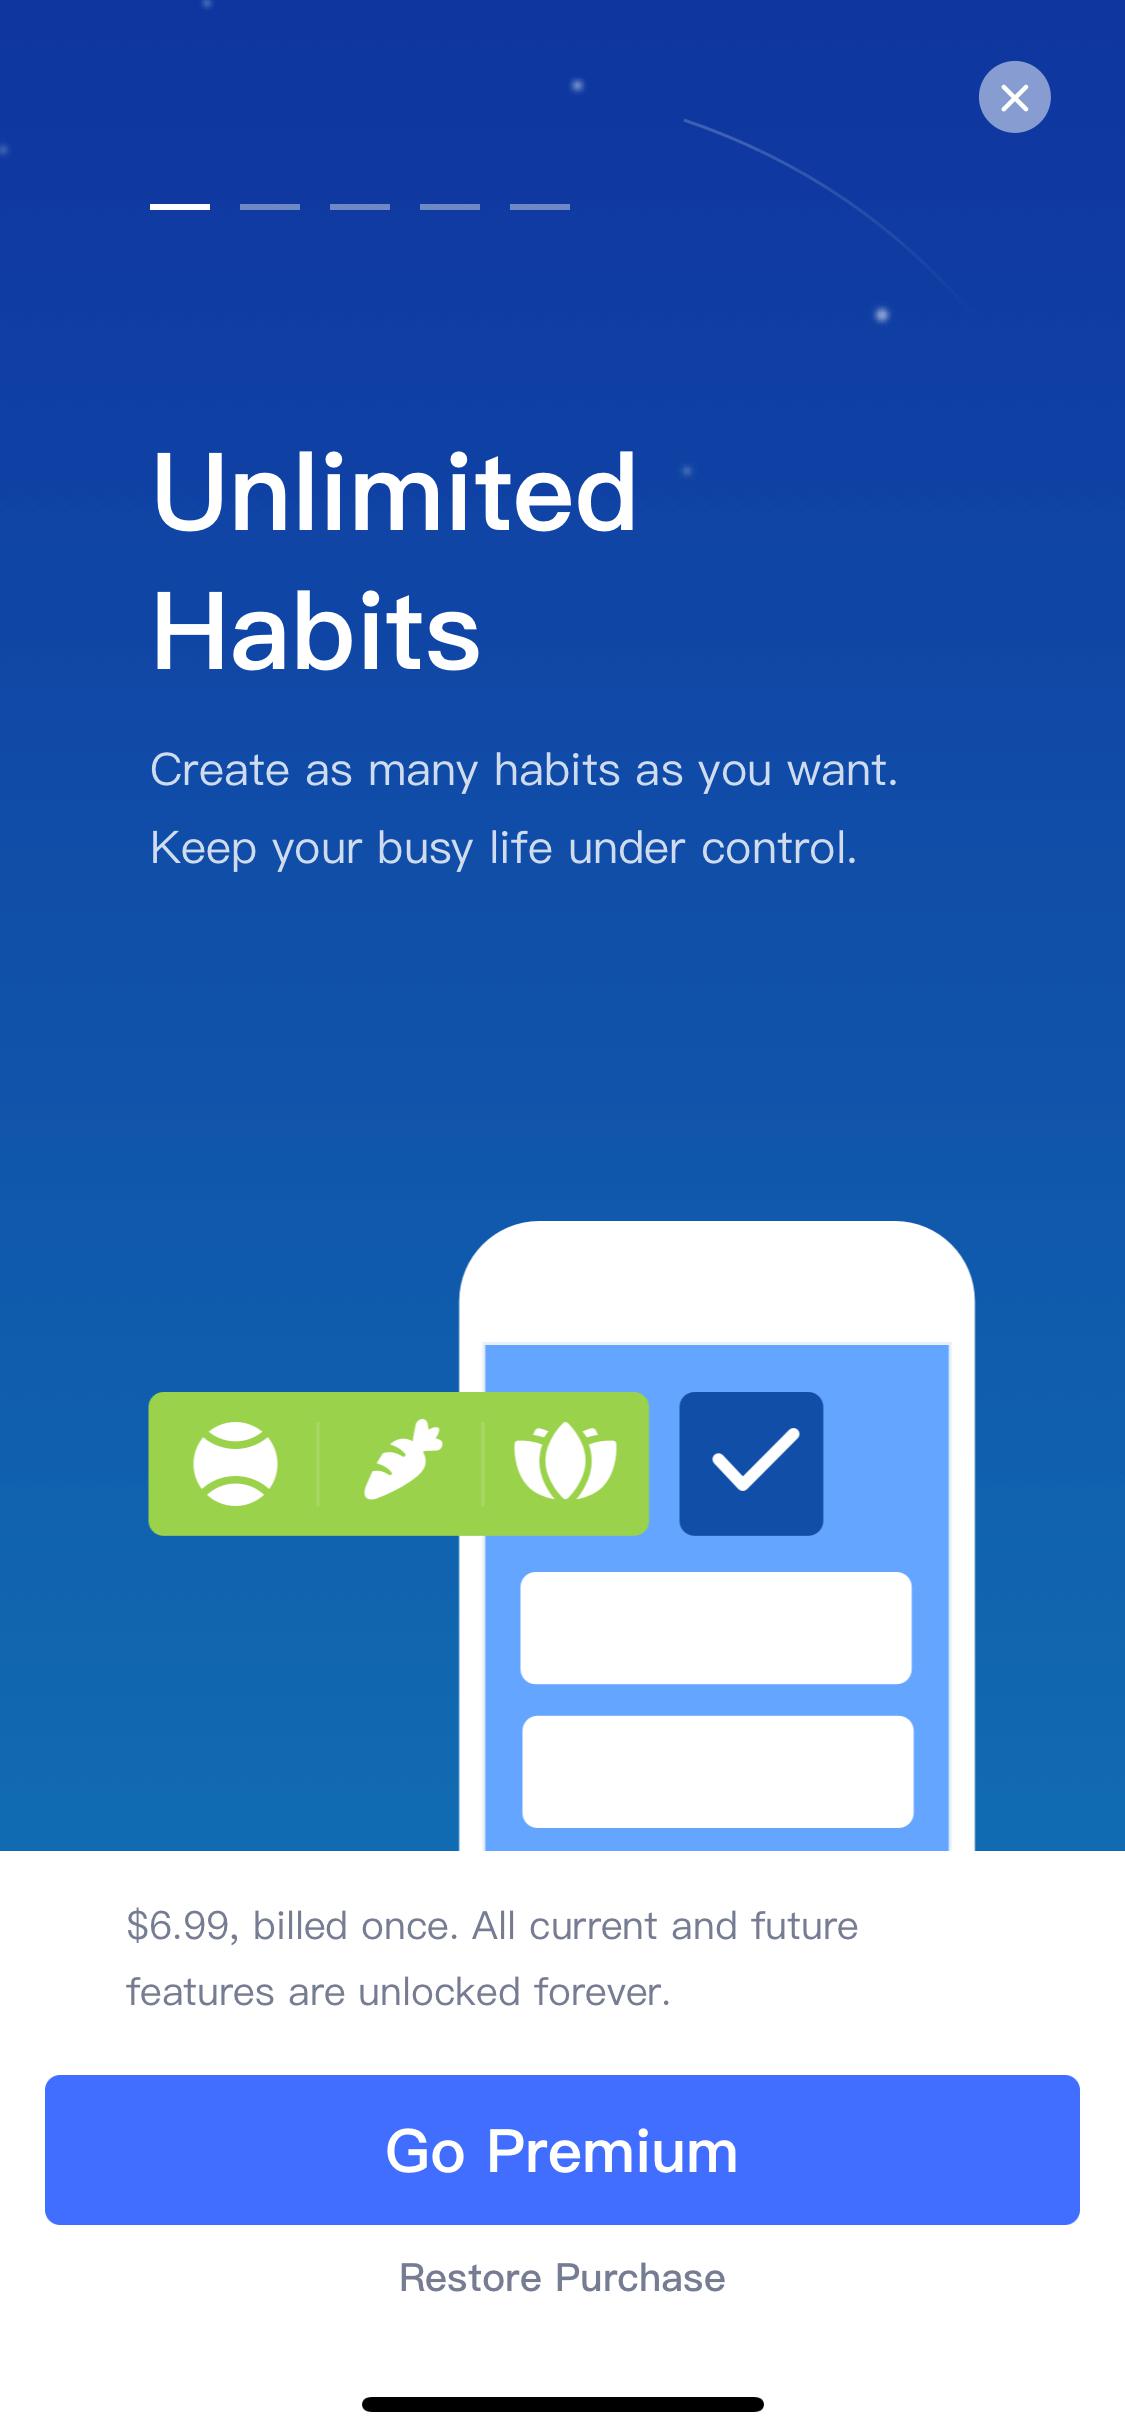 Unlimited
Habits
Create as many habits as you want.
Keep your busy life under control.
$6.99, billed once. All current and future
features are unlocked forever.
Go Premium
Restore Purchase